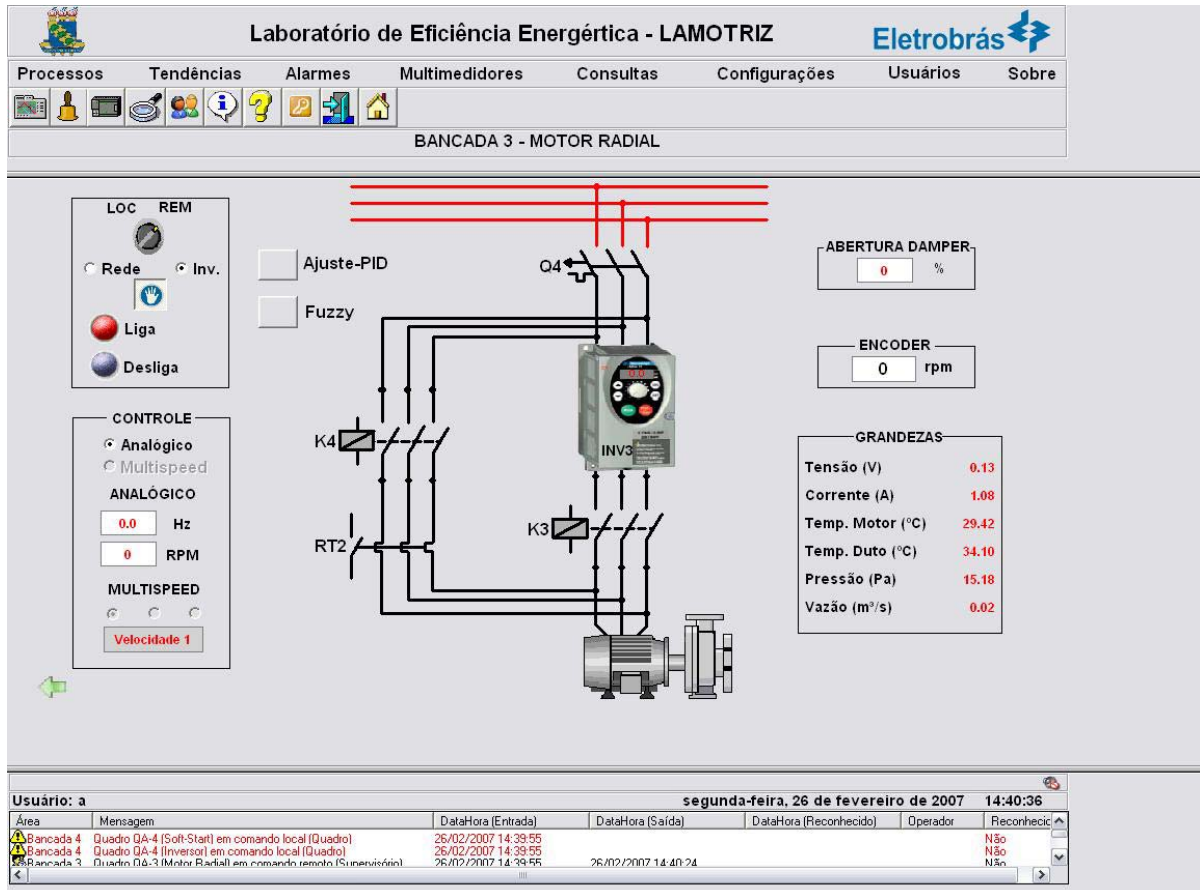 Laboratório de Eficiência Energértica - LAMOTRIZ
Eletrobrás
Processos Tendências Alarmes Multimedidores Consultas Configurações Usuários Sobre
BANCADA 3 - MOTOR RADIAL
LOC REM
Rede Inv.
Liga
Desliga
Ajuste-PID
Fuzzy
Q4
ABERTURA DAMPER
0 %
ENCODER
0 rpm
CONTROLE
Analógico
Multispeed
ANALÓGICO
0.0 Hz
0 RPM
MULTISPEED
Velocidade 1
K4
RT2
0.0
INV3
K3
GRANDEZAS
Tensão (V) 0.13
Corrente (A) 1.08
Temp. Motor (°C) 29.42
Temp. Duto (°C) 34.10
Pressão (Pa) 15.18
Vazão (m³/s) 0.02
Usuário: a segunda-feira, 26 de fevereiro de 2007 14:40:36
Área Mensagem DataHora (Entrada) DataHora (Saída) DataHora (Reconhecido) Operador Reconhecic
Bancada 4 Quadro QA-4 (Soft-Start) em comando local (Quadro) 26/02/2007 14:39:55 Não
Bancada 4 Quadro QA-4 (Inversor) em comando local (Quadro) 26/02/2007 14:39:55 Não
Bancada 3 Quadro QA-3 (Motor Radial) em comando remoto (Supervisório) 26/02/2007 14:39:55 26/02/2007 14:40:24 Não